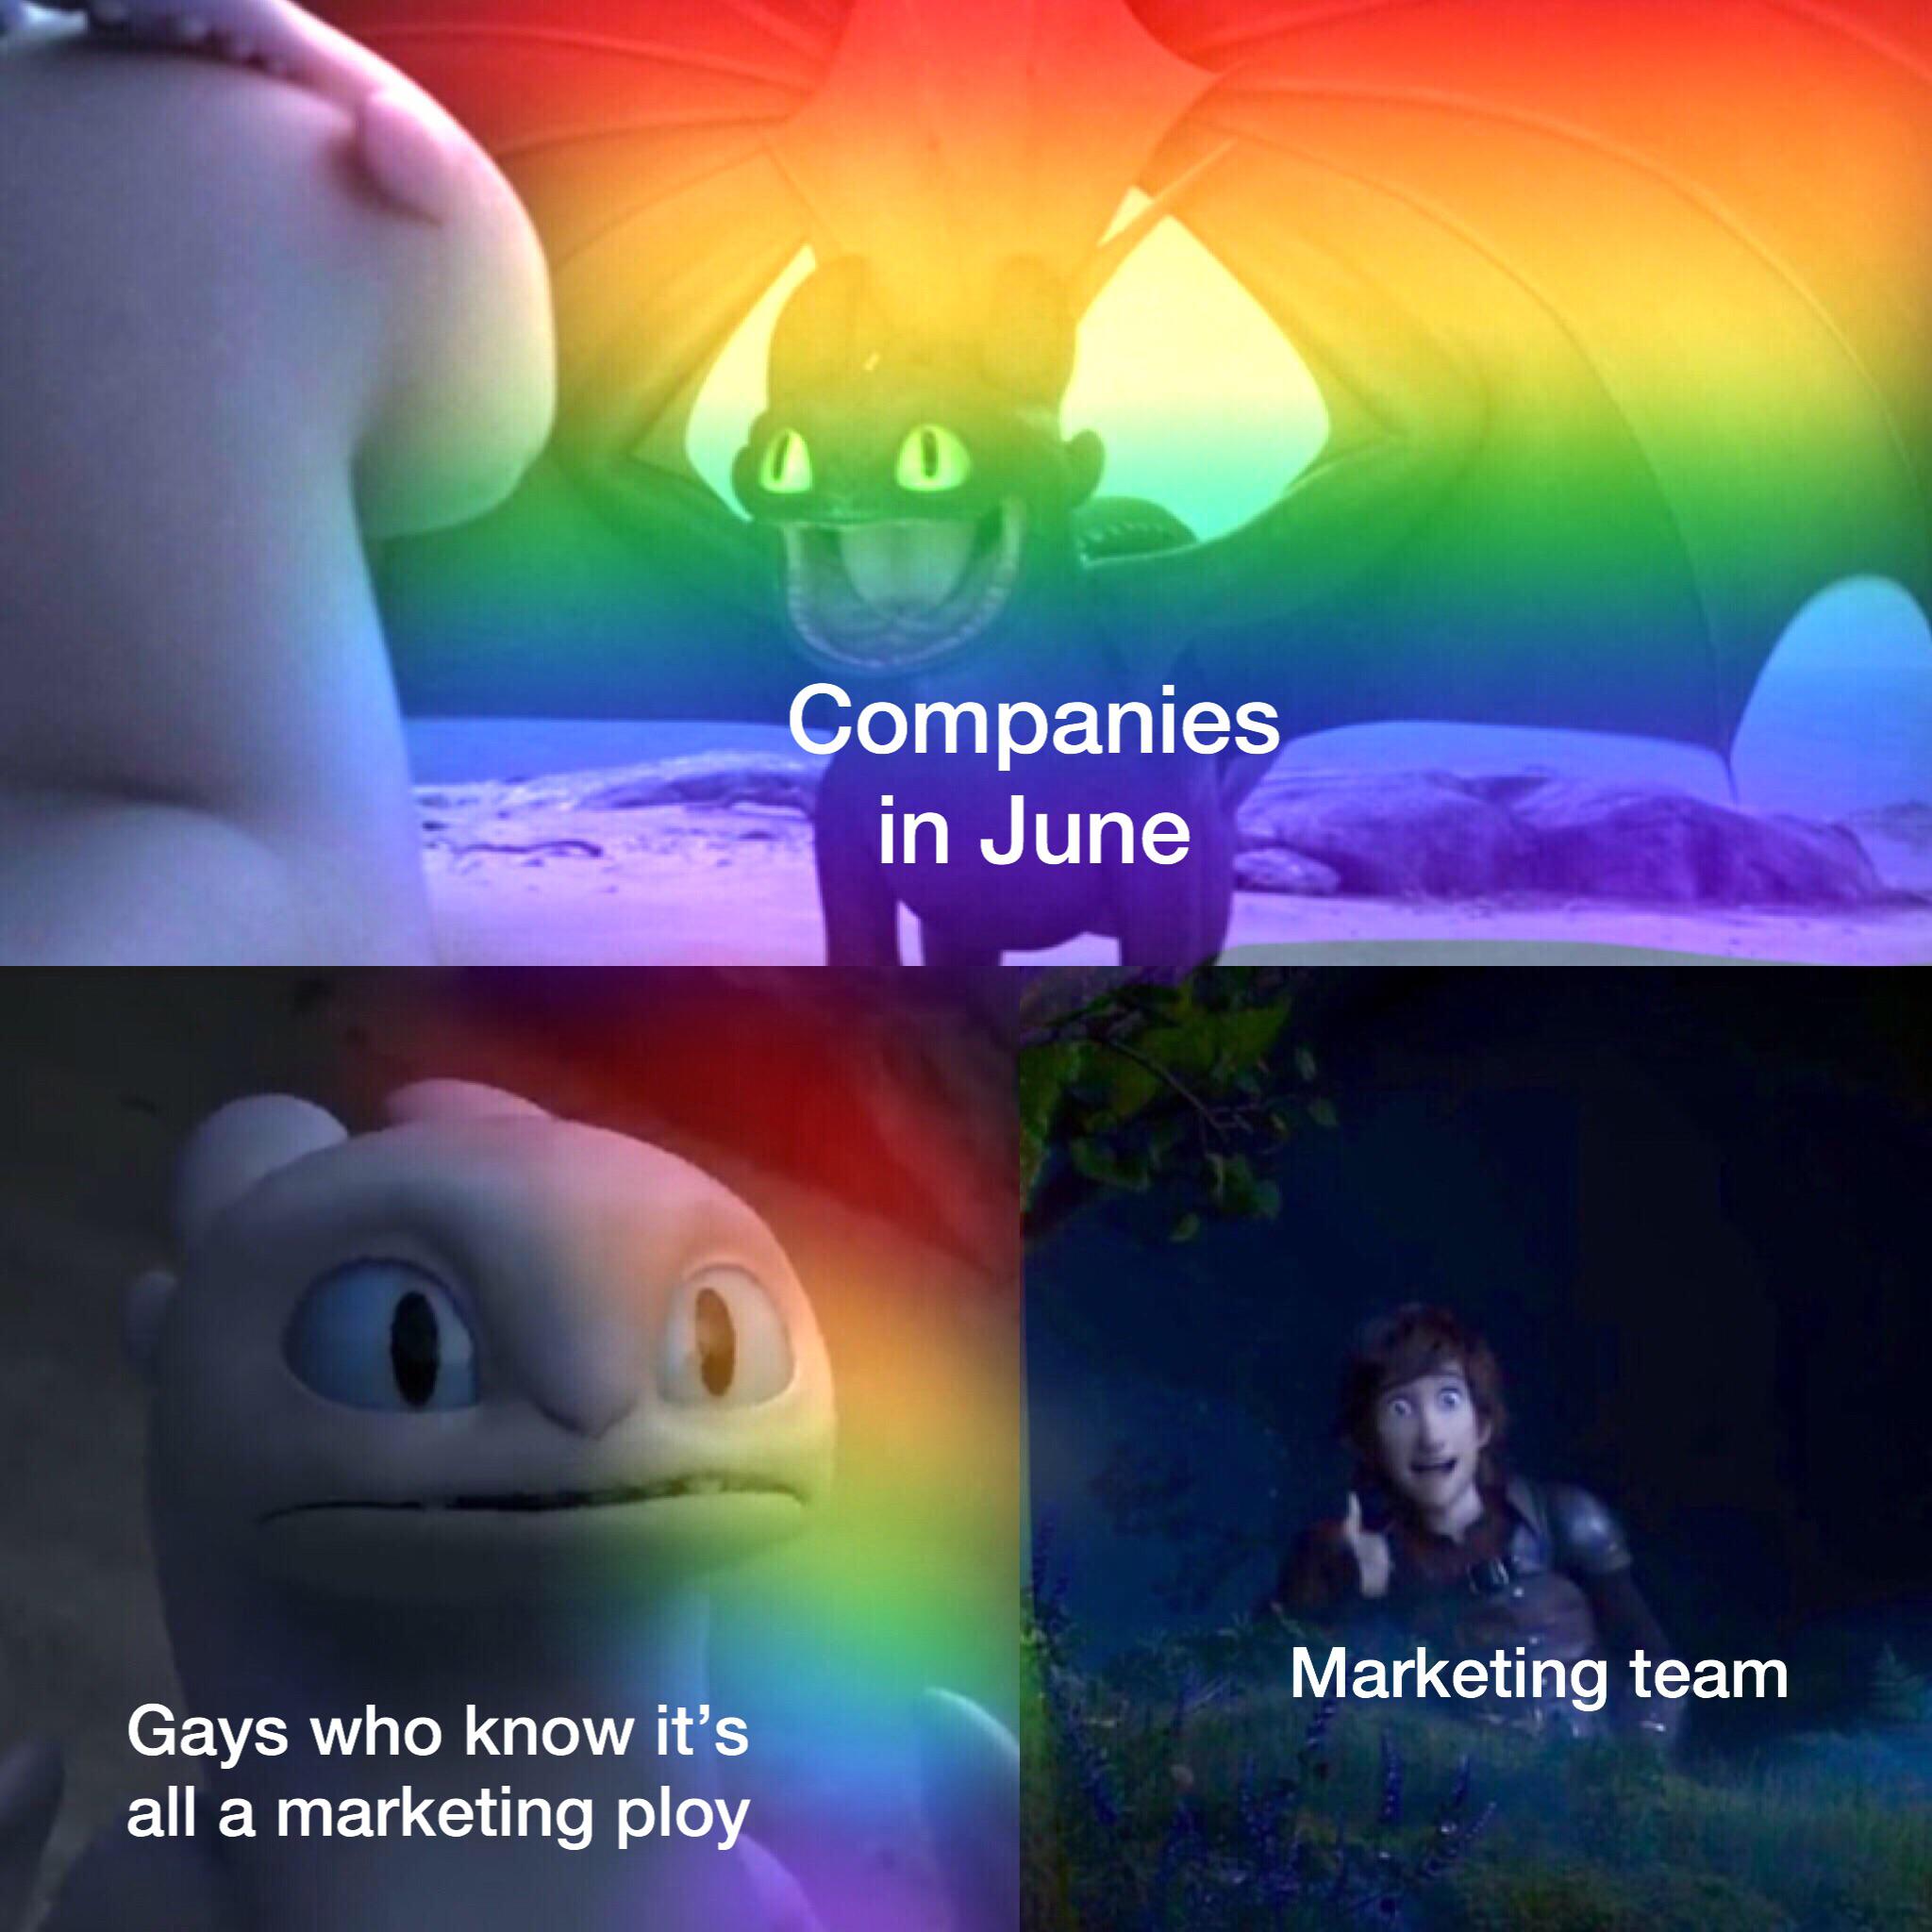 Companies
in June
Gays who know it’s
all a marketing ploy
Marketing team